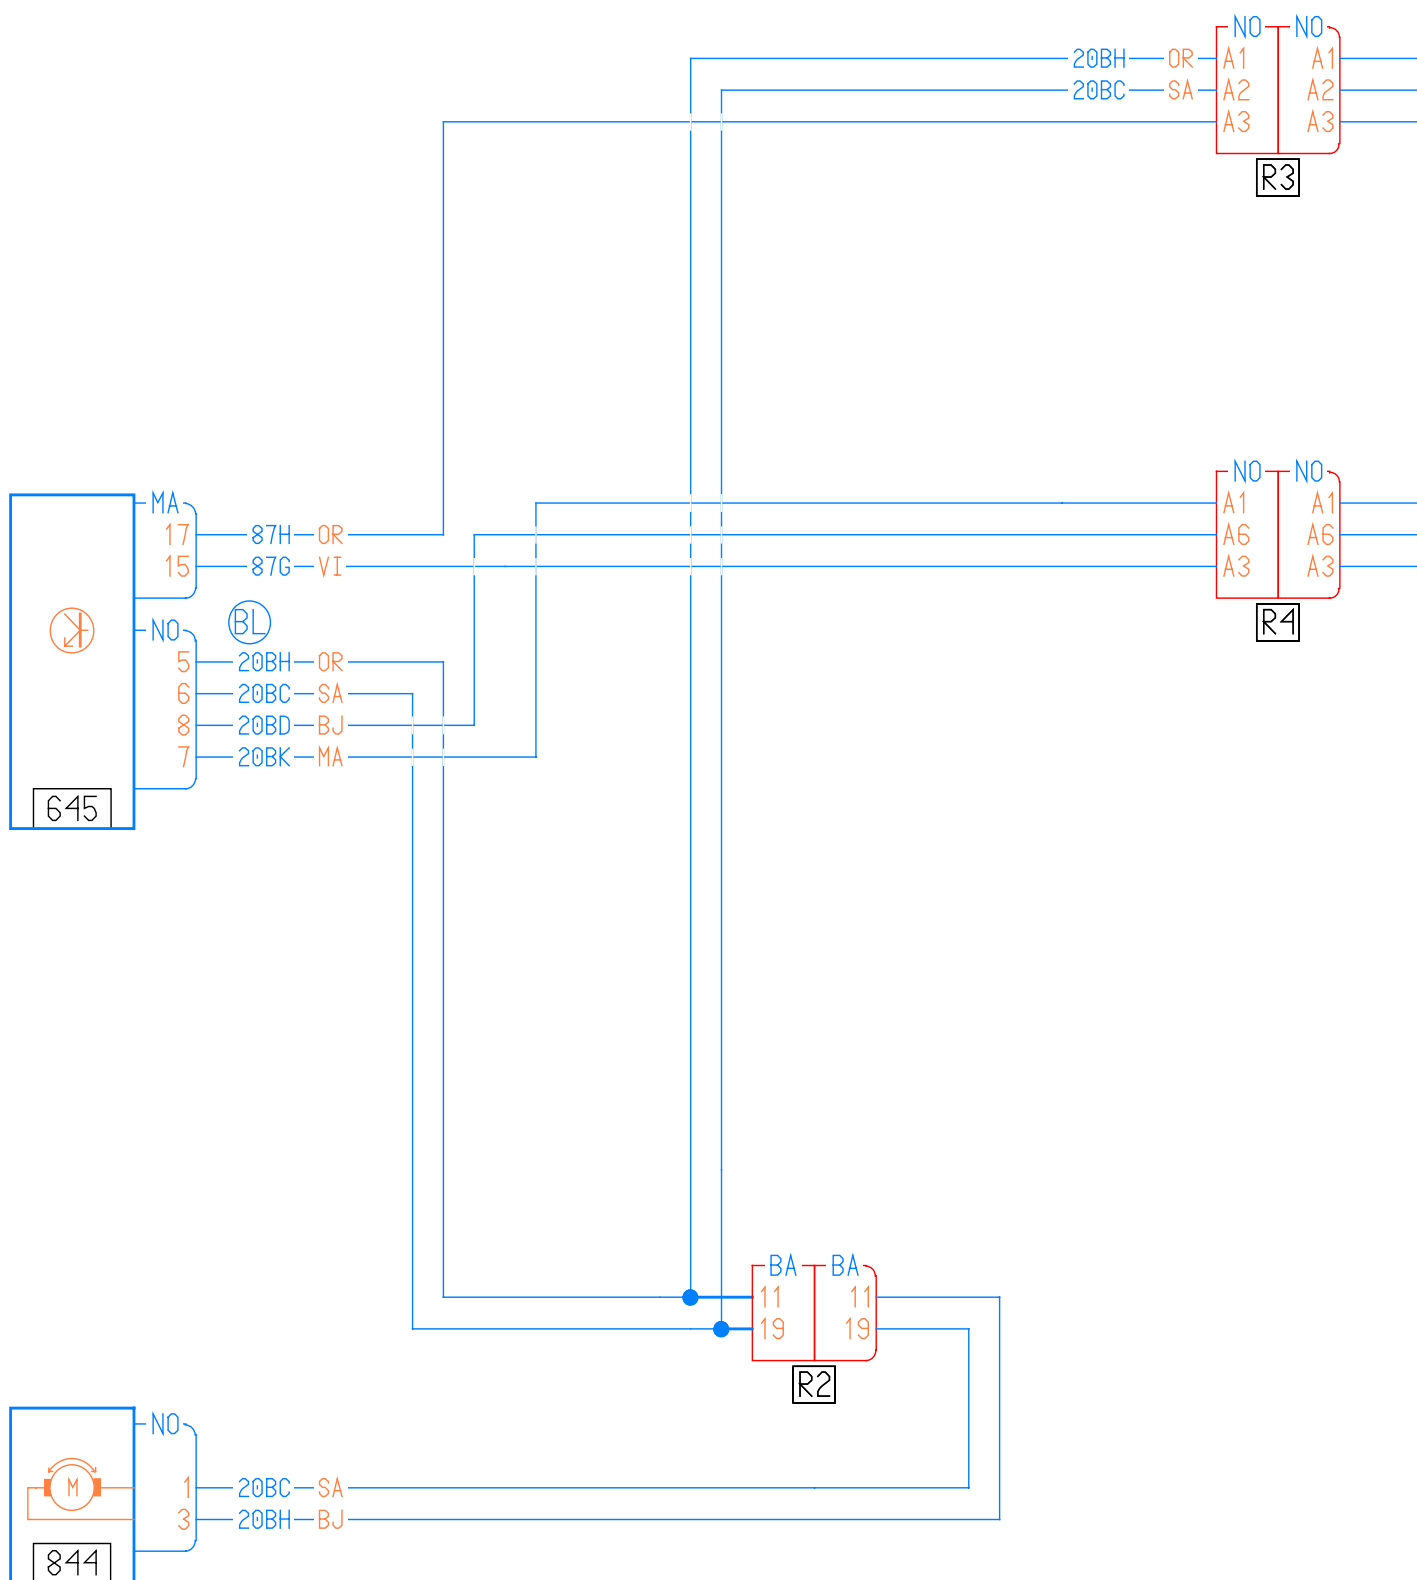 NO NO
20BH OR A1 A1
20BC SA A2 A2
A3 A3
R3
NO NO
MA A1 A1
17 87H OR A6 A6
15 87G VI A3 A3
BL R4
NO
5 20BH OR
6 20BC SA
8 20BD BJ
7 20BK MA
645
BA BA
11 11
19 19
R2
NO
M 1 20BC SA
3 20BH BJ
844